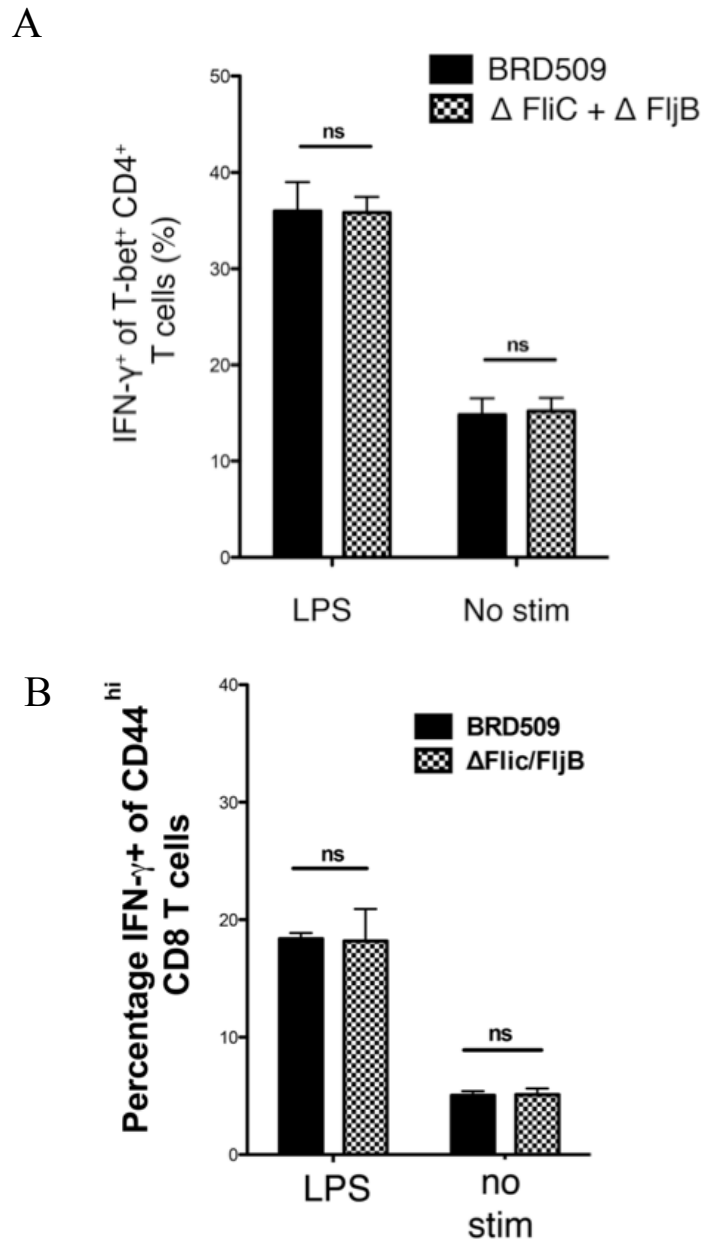 A
BRD509
Δ FliC + Δ FljB
IFN-γ⁺ of T-bet⁺ CD4⁺
T cells (%)
50
40
30
20
10
0
ns
ns
LPS
No stim
B
BRD509
ΔFlic/FljB
Percentage IFN-γ+ of CD44hi
CD8 T cells
40
30
20
10
0
ns
ns
LPS
no
stim